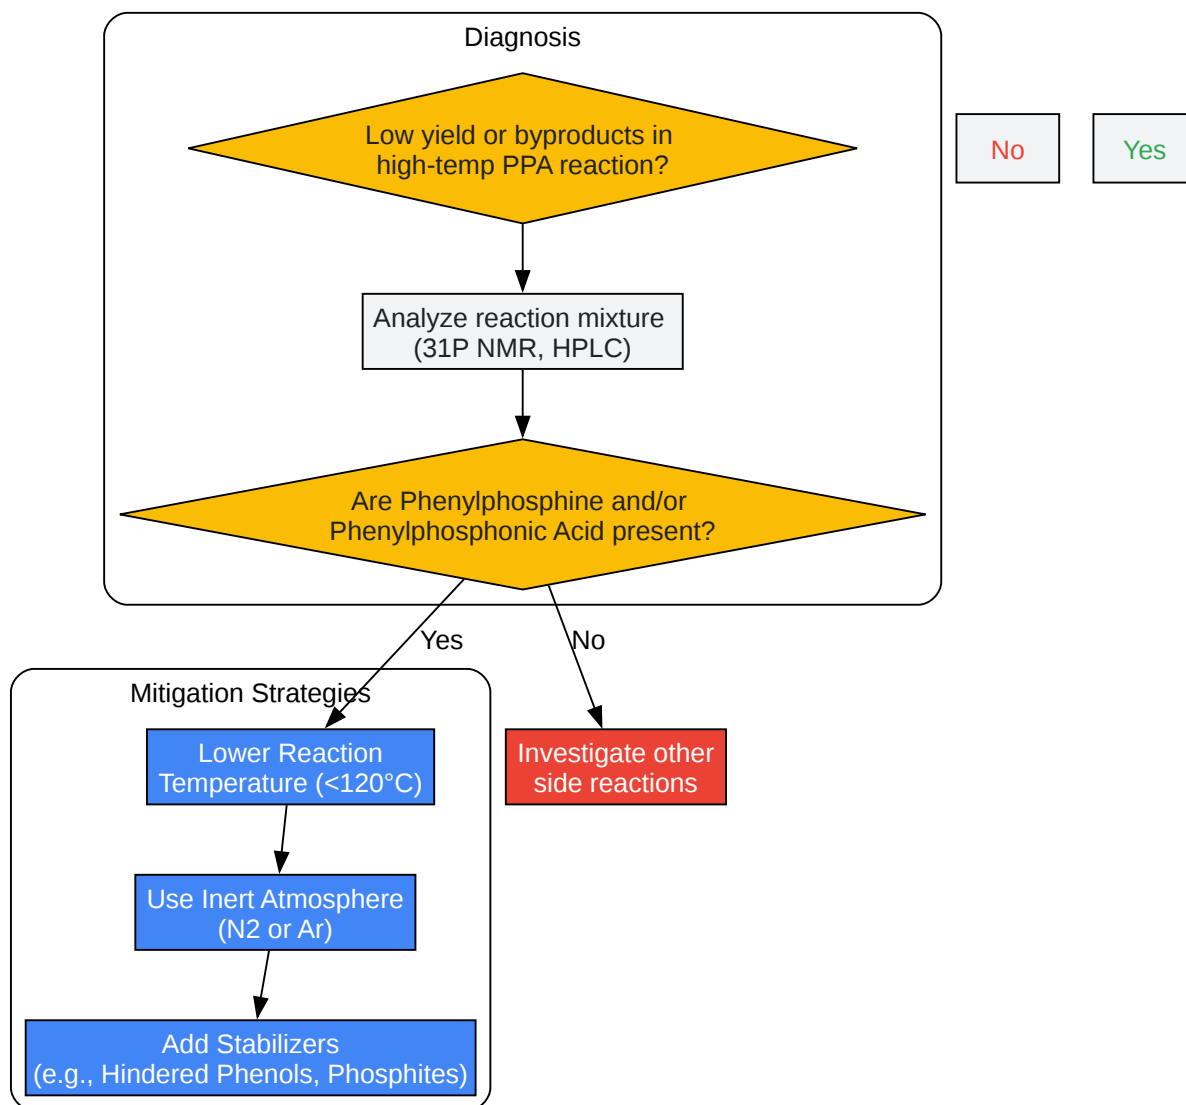 Diagnosis
Low yield or byproducts in
high-temp PPA reaction?
No
Yes
Analyze reaction mixture
(31P NMR, HPLC)
Are Phenylphosphine and/or
Phenylphosphonic Acid present?
Yes
No
Mitigation Strategies
Lower Reaction
Temperature (<120°C)
Investigate other
side reactions
Use Inert Atmosphere
(N2 or Ar)
Add Stabilizers
(e.g., Hindered Phenols, Phosphites)